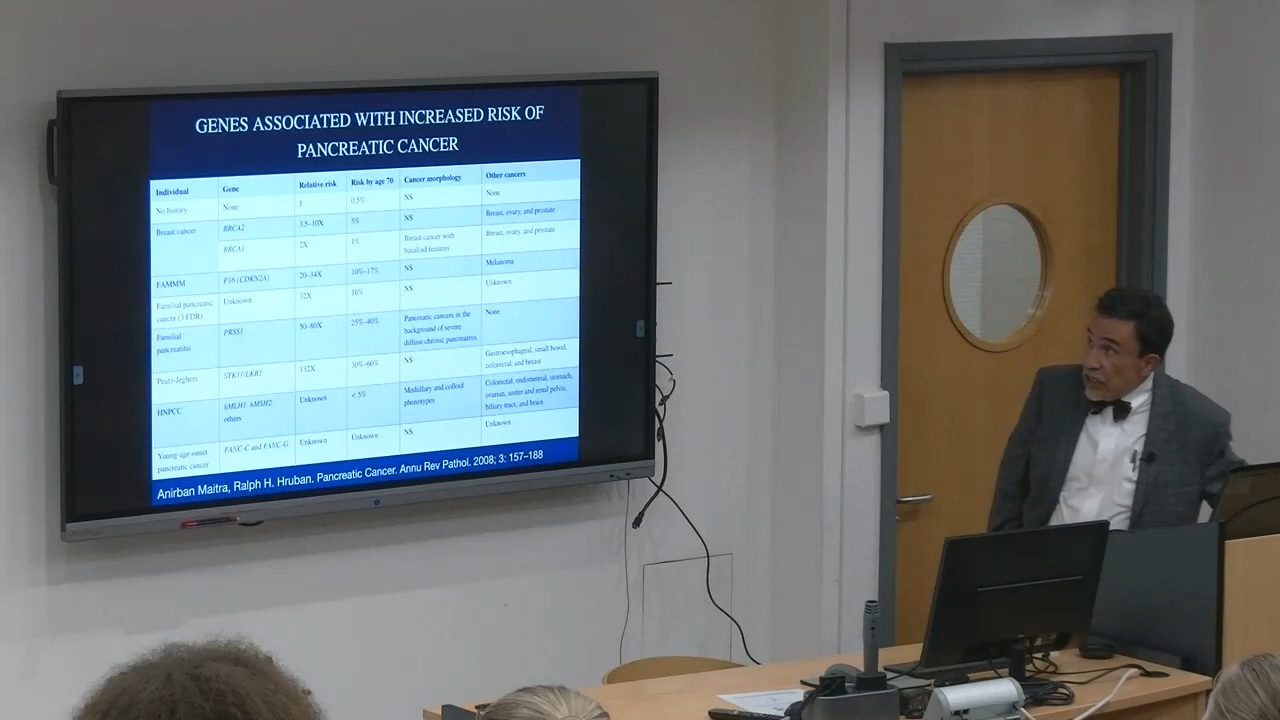 GENES ASSOCIATED WITH INCREASED RISK OF
PANCREATIC CANCER
Individual Gene Relative risk Risk by age 70 Cancer morphology Other cancers
No history None 1 0.5% NS None
Breast cancer BRCA2 3.5–10X 5% NS Breast, ovary, and prostate
BRCA1 2X 1% Breast cancer with Breast, ovary, and prostate
basaloid features
FAMMM P16 (CDKN2A) 20–34X 10%–17% NS Melanoma
Familial pancreatic Unknown 32X 16% NS Unknown
cancer (3 FDR)
Familial PRSS1 50–80X 25%–40% Pancreatic cancers in the None
pancreatitis background of severe
diffuse chronic pancreatitis
Peutz-Jeghers STK11/LKB1 132X 30%–60% NS Gastroesophageal, small bowel,
colorectal, and breast
HNPCC hMLH1, hMSH2, Unknown < 5% Medullary and colloid Colorectal, endometrial, stomach,
others phenotypes ovarian, ureter and renal pelvis,
biliary tract, and brain
Young-age-onset FANC-C and FANC-G Unknown Unknown NS Unknown
pancreatic cancer
Anirban Maitra, Ralph H. Hruban. Pancreatic Cancer. Annu Rev Pathol. 2008; 3: 157–188